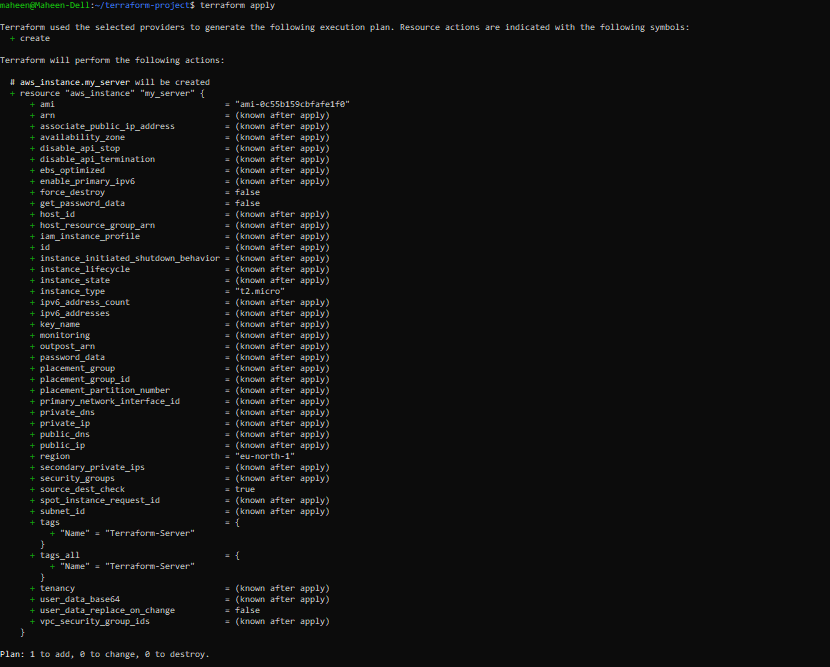 maheen@Maheen-Dell:~/terraform-project$ terraform apply
Terraform used the selected providers to generate the following execution plan. Resource actions are indicated with the following symbols:
  + create
Terraform will perform the following actions:
  # aws_instance.my_server will be created
  + resource "aws_instance" "my_server" {
      + ami                                  = "ami-0c55b159cbfafe1f0"
      + arn                                  = (known after apply)
      + associate_public_ip_address          = (known after apply)
      + availability_zone                    = (known after apply)
      + disable_api_stop                     = (known after apply)
      + disable_api_termination              = (known after apply)
      + ebs_optimized                        = (known after apply)
      + enable_primary_ipv6                  = (known after apply)
      + force_destroy                        = false
      + get_password_data                    = false
      + host_id                              = (known after apply)
      + host_resource_group_arn              = (known after apply)
      + iam_instance_profile                 = (known after apply)
      + id                                   = (known after apply)
      + instance_initiated_shutdown_behavior = (known after apply)
      + instance_lifecycle                   = (known after apply)
      + instance_state                       = (known after apply)
      + instance_type                        = "t2.micro"
      + ipv6_address_count                   = (known after apply)
      + ipv6_addresses                       = (known after apply)
      + key_name                             = (known after apply)
      + monitoring                           = (known after apply)
      + outpost_arn                          = (known after apply)
      + password_data                        = (known after apply)
      + placement_group                      = (known after apply)
      + placement_group_id                   = (known after apply)
      + placement_partition_number           = (known after apply)
      + primary_network_interface_id         = (known after apply)
      + private_dns                          = (known after apply)
      + private_ip                           = (known after apply)
      + public_dns                           = (known after apply)
      + public_ip                            = (known after apply)
      + region                               = "eu-north-1"
      + secondary_private_ips                = (known after apply)
      + security_groups                      = (known after apply)
      + source_dest_check                    = true
      + spot_instance_request_id             = (known after apply)
      + subnet_id                            = (known after apply)
      + tags                                 = {
          + "Name" = "Terraform-Server"
        }
      + tags_all                             = {
          + "Name" = "Terraform-Server"
        }
      + tenancy                              = (known after apply)
      + user_data_base64                     = (known after apply)
      + user_data_replace_on_change          = false
      + vpc_security_group_ids               = (known after apply)
    }
Plan: 1 to add, 0 to change, 0 to destroy.